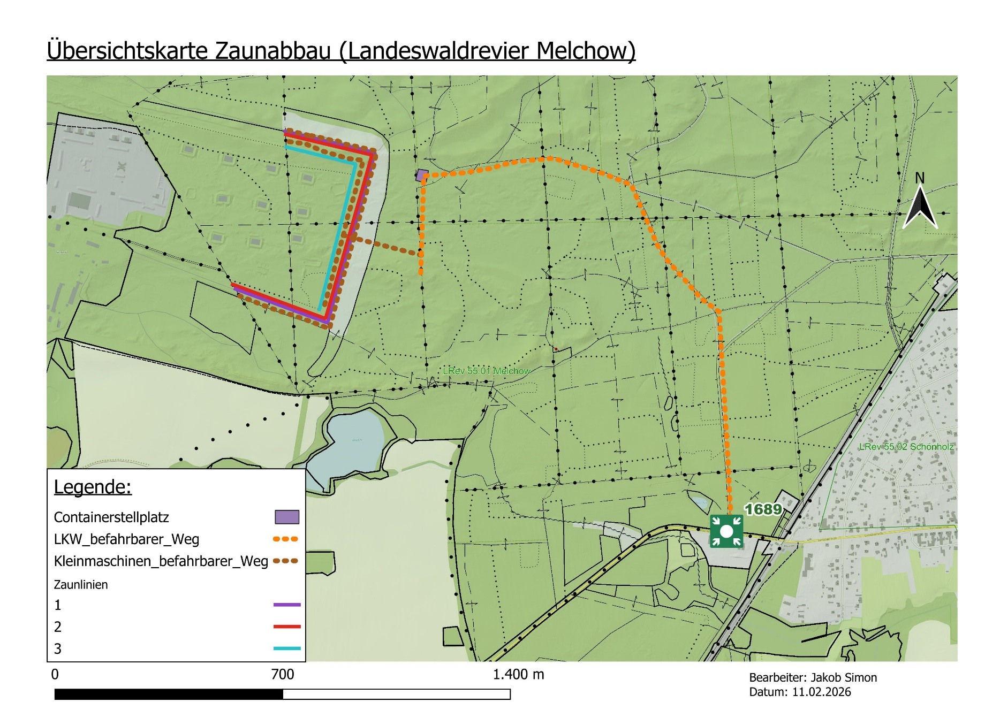 Übersichtskarte Zaunabbau (Landeswaldrevier Melchow)
N
LRev 55.01 Melchow
LRev 55.02 Schönholz
1689
Legende:
Containerstellplatz
LKW_befahrbarer_Weg
Kleinmaschinen_befahrbarer_Weg
Zaunlinien
1
2
3
0 700 1.400 m
Bearbeiter: Jakob Simon
Datum: 11.02.2026